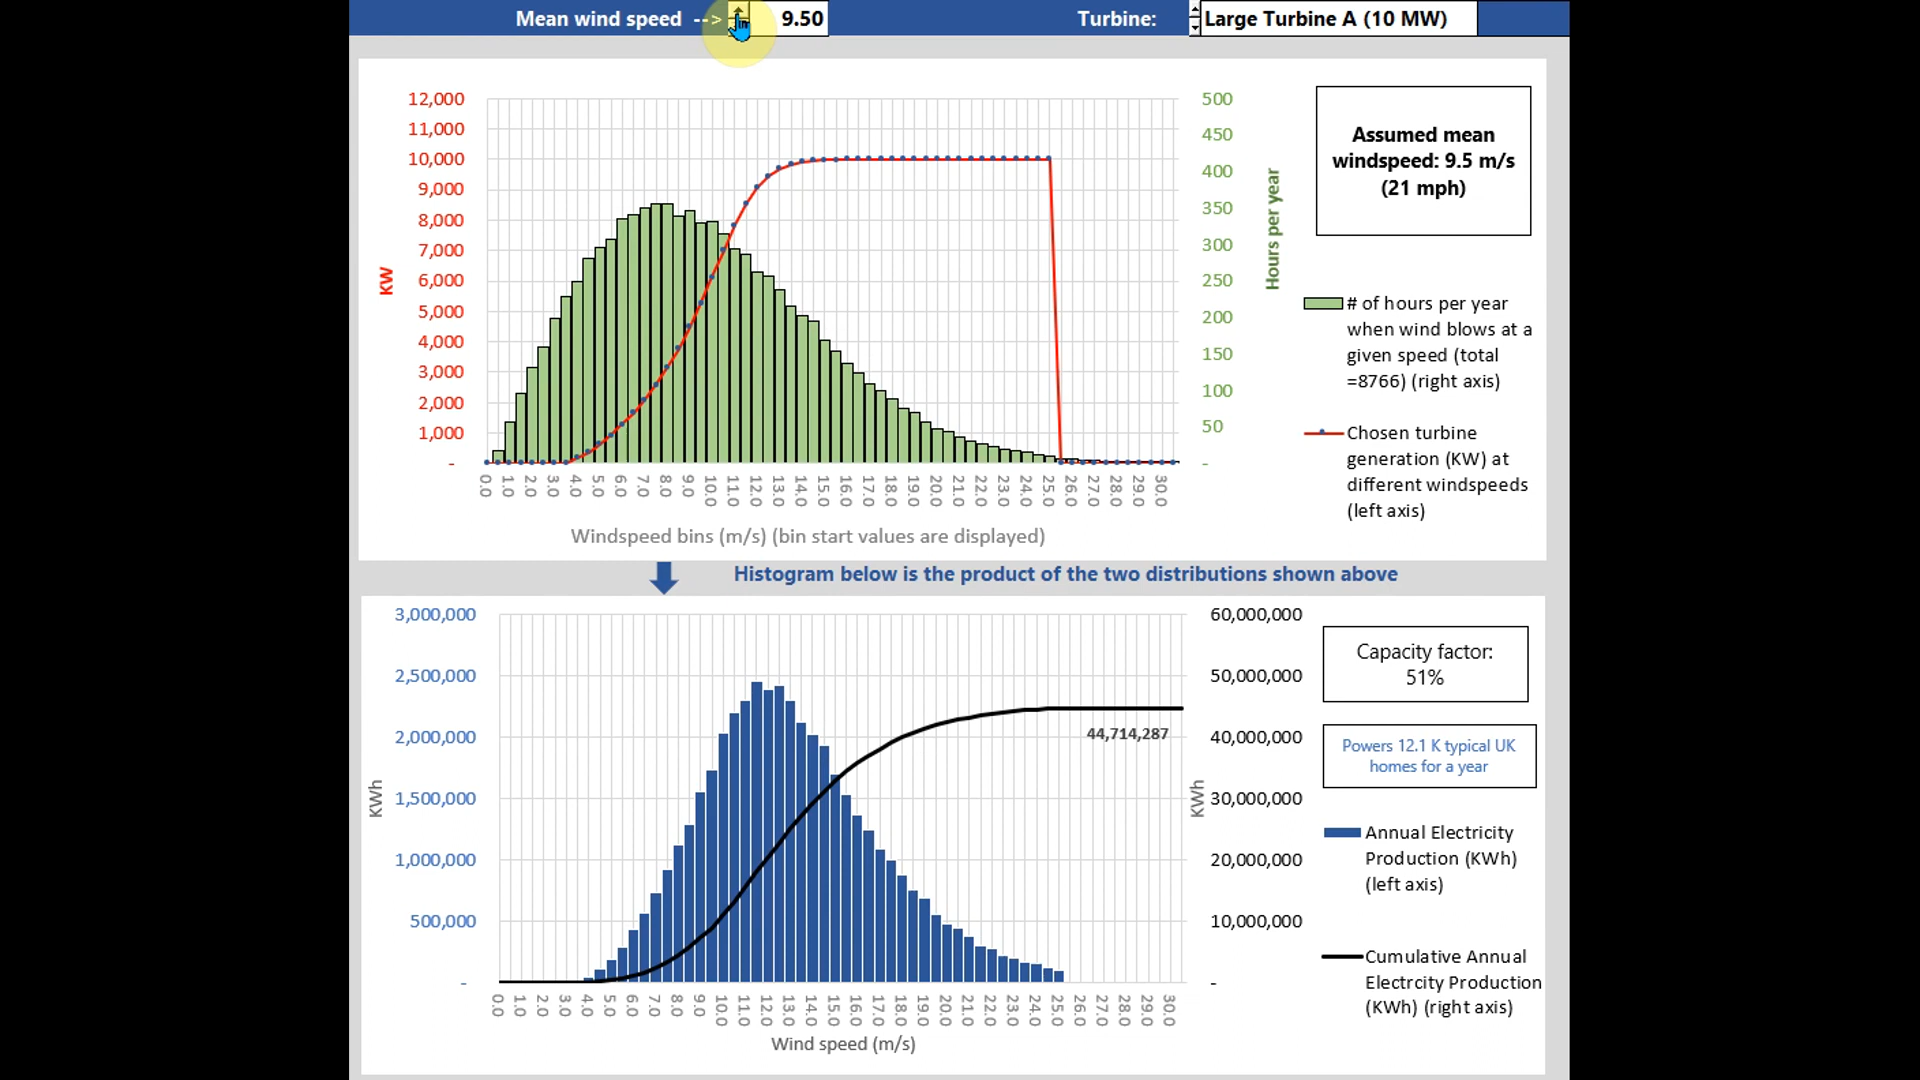 Mean wind speed --> 9.50 Turbine: Large Turbine A (10 MW)
12,000
11,000
10,000
9,000
8,000
7,000
6,000
5,000
4,000
3,000
2,000
1,000
-
KW
500
450
400
350
300
250
200
150
100
50
-
Hours per year
0.0 1.0 2.0 3.0 4.0 5.0 6.0 7.0 8.0 9.0 10.0 11.0 12.0 13.0 14.0 15.0 16.0 17.0 18.0 19.0 20.0 21.0 22.0 23.0 24.0 25.0 26.0 27.0 28.0 29.0 30.0
Windspeed bins (m/s) (bin start values are displayed)
Assumed mean
windspeed: 9.5 m/s
(21 mph)
# of hours per year
when wind blows at a
given speed (total
=8766) (right axis)
Chosen turbine
generation (KW) at
different windspeeds
(left axis)
Histogram below is the product of the two distributions shown above
3,000,000
2,500,000
2,000,000
1,500,000
1,000,000
500,000
-
KWh
44,714,287
60,000,000
50,000,000
40,000,000
30,000,000
20,000,000
10,000,000
-
KWh
0.0 1.0 2.0 3.0 4.0 5.0 6.0 7.0 8.0 9.0 10.0 11.0 12.0 13.0 14.0 15.0 16.0 17.0 18.0 19.0 20.0 21.0 22.0 23.0 24.0 25.0 26.0 27.0 28.0 29.0 30.0
Wind speed (m/s)
Capacity factor:
51%
Powers 12.1 K typical UK
homes for a year
Annual Electricity
Production (KWh)
(left axis)
Cumulative Annual
Electrcity Production
(KWh) (right axis)